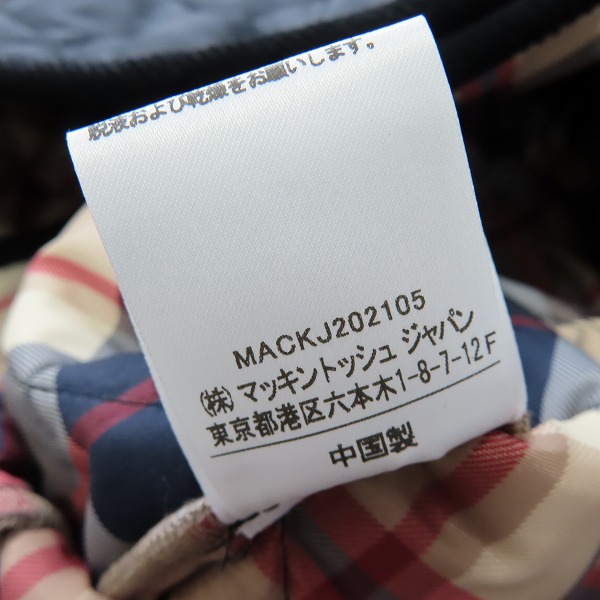 脱液および乾燥をお願いします。
MACKJ202105
(株) マッキントッシュ ジャパン
東京都港区六本木1-8-7-12F
中国製